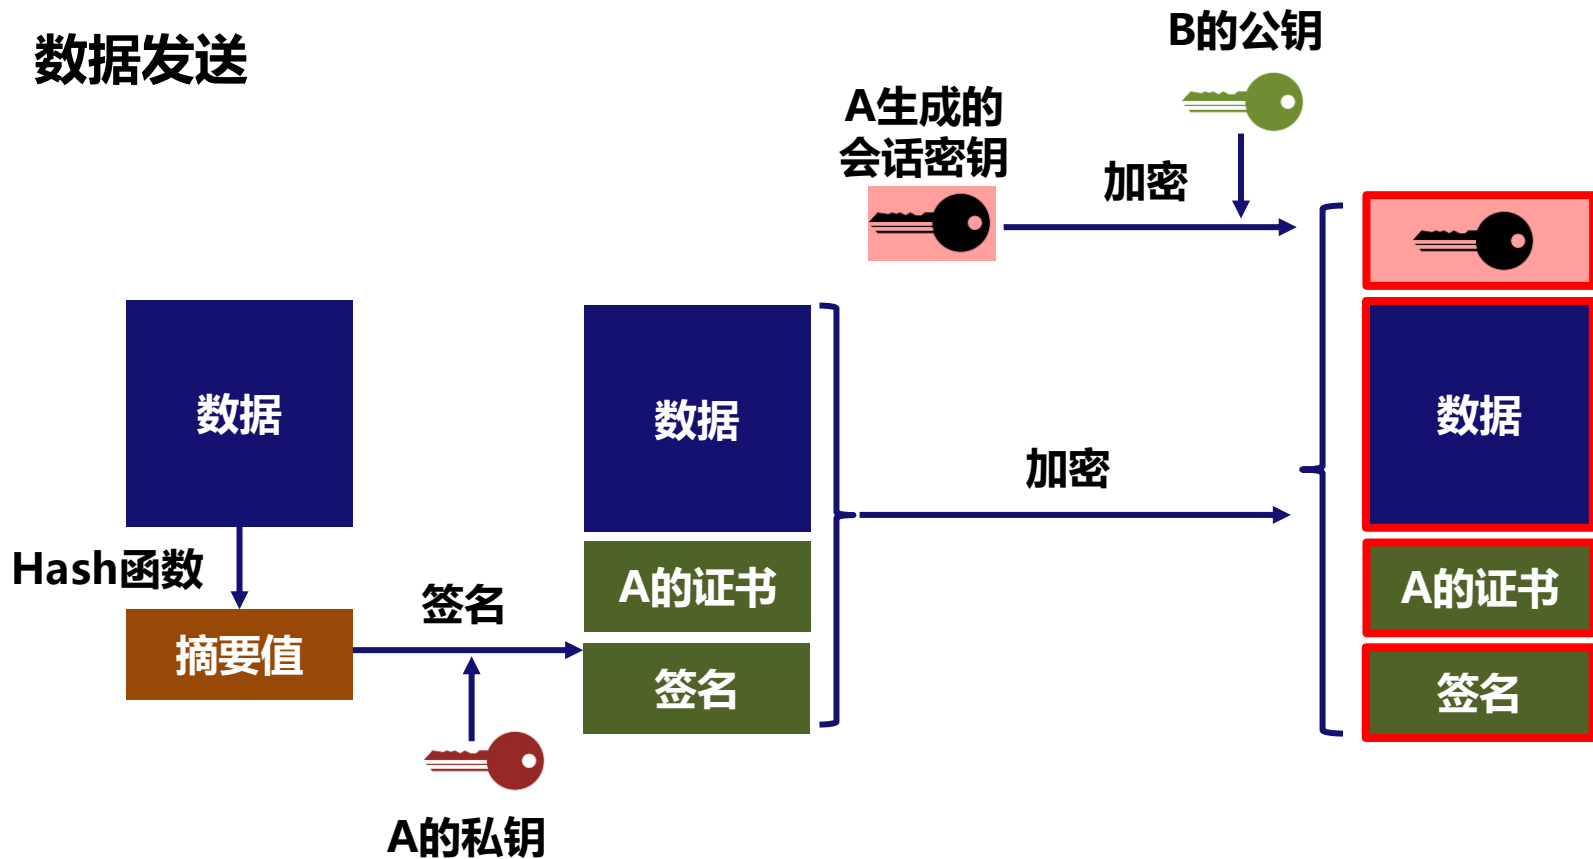 数据发送
B的公钥
A生成的
会话密钥
加密
数据
数据
数据
加密
Hash函数
签名
A的证书
A的证书
摘要值
签名
签名
A的私钥